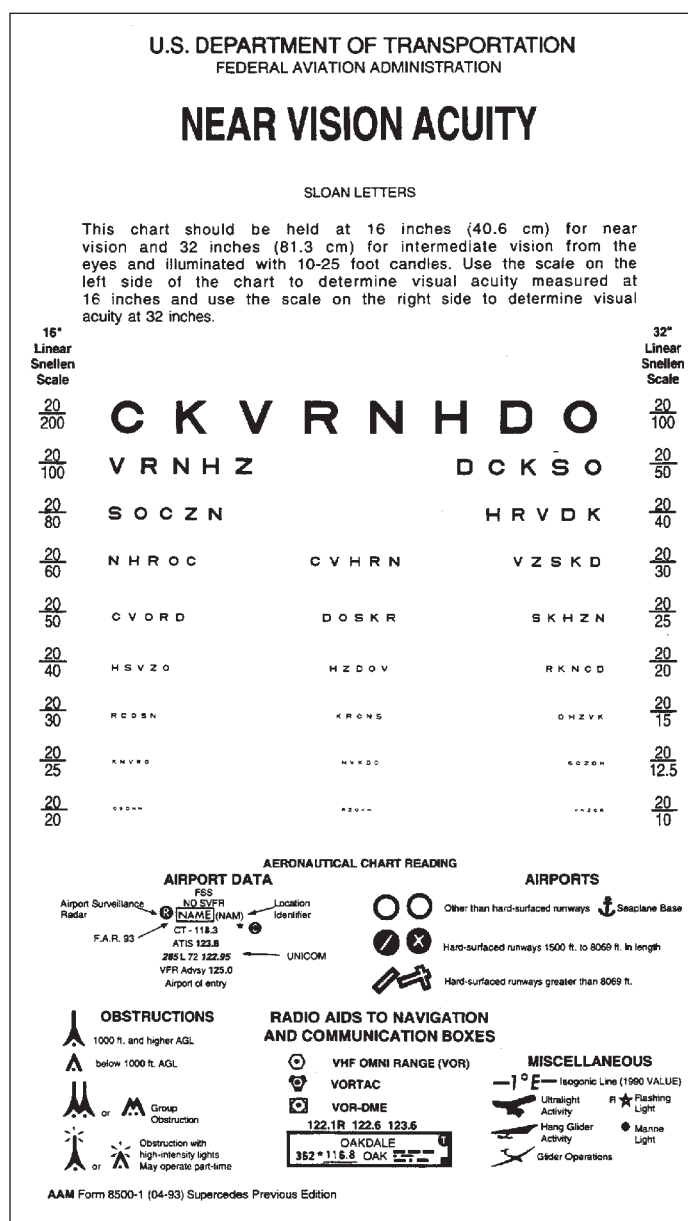 U.S. DEPARTMENT OF TRANSPORTATION
FEDERAL AVIATION ADMINISTRATION
NEAR VISION ACUITY
SLOAN LETTERS
This chart should be held at 16 inches (40.6 cm) for near
vision and 32 inches (81.3 cm) for intermediate vision from the
eyes and illuminated with 10-25 foot candles. Use the scale on the
left side of the chart to determine visual acuity measured at
16 inches and use the scale on the right side to determine visual
acuity at 32 inches.
16" Linear Snellen Scale
32" Linear Snellen Scale
20/200 C K V R N H D O 20/100
20/100 V R N H Z D C K S O 20/50
20/80 S O C Z N H R V D K 20/40
20/60 N H R O C C V H R N V Z S K D 20/30
20/50 C V O R D D O S K R S K H Z N 20/25
20/40 H S V Z O H Z D O V R K N C D 20/20
20/30 20/15
20/25 20/12.5
20/20 20/10
AERONAUTICAL CHART READING
AIRPORT DATA
FSS
NO SVFR
Airport Surveillance Radar
R NAME (NAM)
Location Identifier
F.A.R. 93
CT - 118.3 * C
ATIS 123.8
285 L 72 122.95
UNICOM
VFR Advsy 125.0
Airport of entry
AIRPORTS
Other than hard-surfaced runways
Seaplane Base
Hard-surfaced runways 1500 ft. to 8069 ft. in length
Hard-surfaced runways greater than 8069 ft.
OBSTRUCTIONS
1000 ft. and higher AGL
below 1000 ft. AGL
or Group Obstruction
or Obstruction with
high-intensity lights
May operate part-time
RADIO AIDS TO NAVIGATION
AND COMMUNICATION BOXES
VHF OMNI RANGE (VOR)
VORTAC
VOR-DME
122.1R 122.6 123.6
OAKDALE T
362 * 116.8 OAK
MISCELLANEOUS
1°E Isogonic Line (1990 VALUE)
Ultralight Activity
Fl Flashing Light
Hang Glider Activity
Marine Light
Glider Operations
AAM Form 8500-1 (04-93) Supercedes Previous Edition